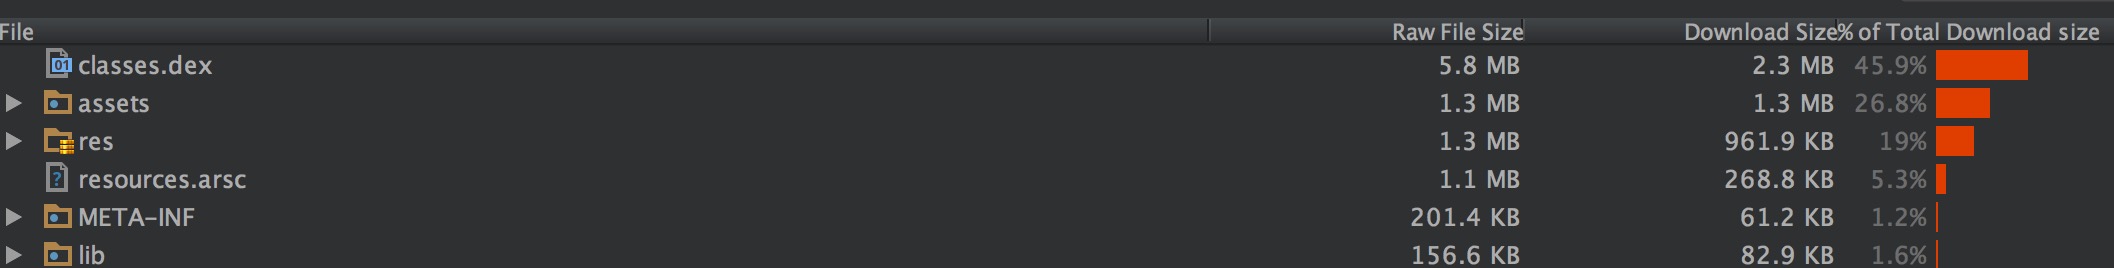 File Raw File Size Download Size % of Total Download size
01 classes.dex 5.8 MB 2.3 MB 45.9%
assets 1.3 MB 1.3 MB 26.8%
res 1.3 MB 961.9 KB 19%
? resources.arsc 1.1 MB 268.8 KB 5.3%
META-INF 201.4 KB 61.2 KB 1.2%
lib 156.6 KB 82.9 KB 1.6%